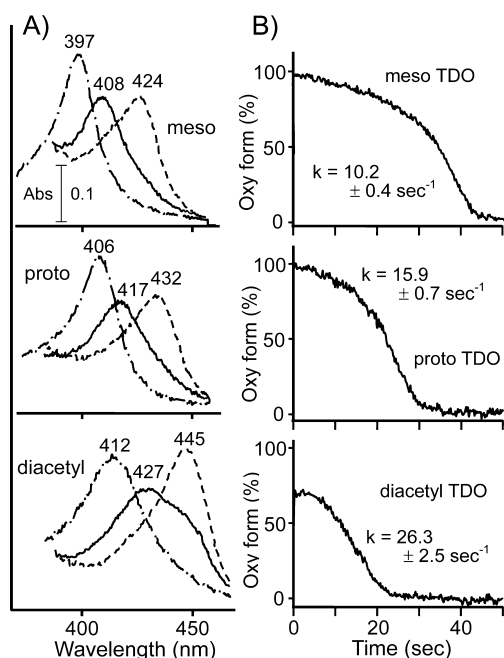 A)
397
408
424
meso
Abs
0.1
406
proto
417
432
412
diacetyl
427
445
400
450
Wavelength (nm)
B)
100
meso TDO
50
k = 10.2
± 0.4 sec⁻¹
0
Oxy form (%)
100
k = 15.9
± 0.7 sec⁻¹
50
proto TDO
0
Oxy form (%)
100
diacetyl TDO
50
k = 26.3
± 2.5 sec⁻¹
0
Oxy form (%)
0
20
40
Time (sec)